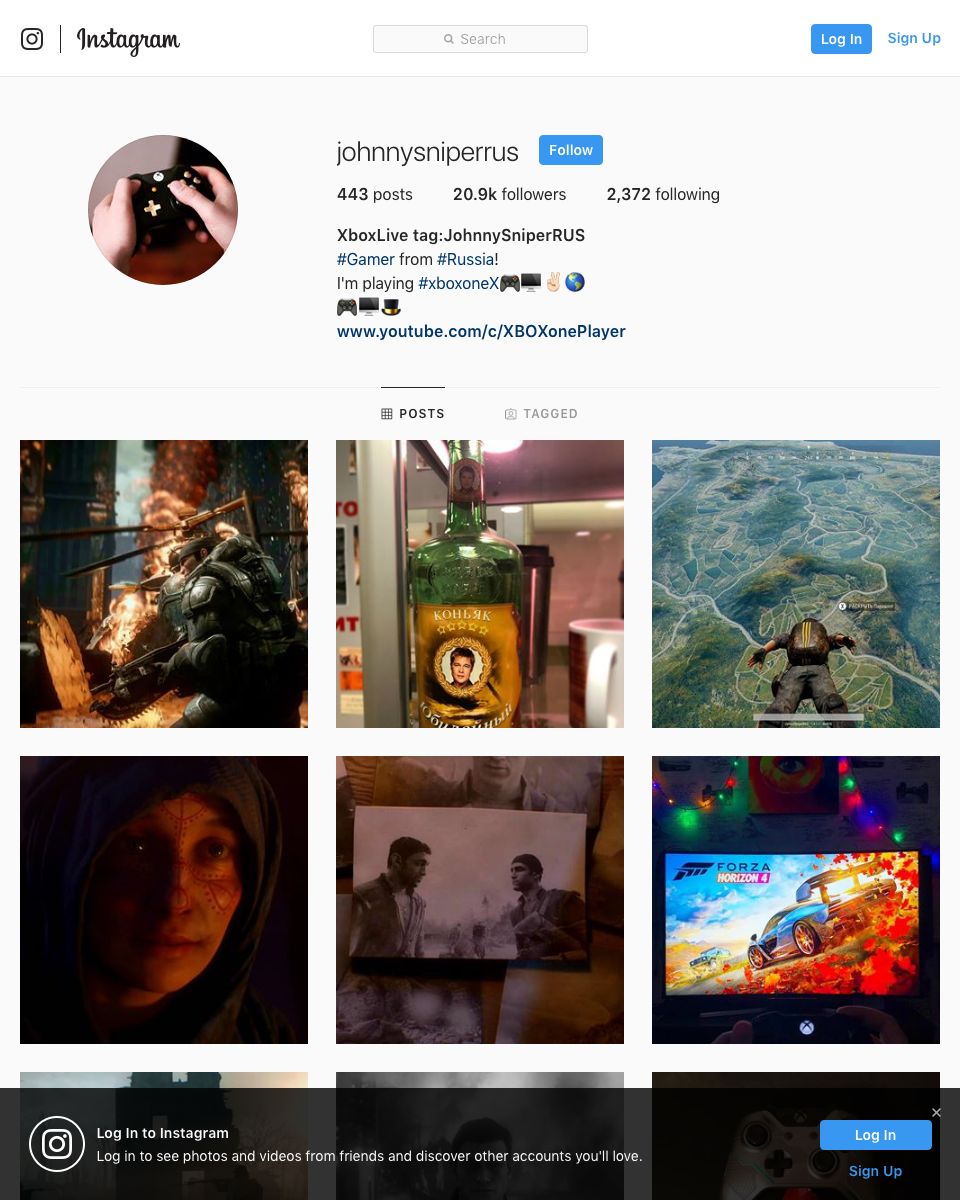 Instagram
Search
Log In
Sign Up
johnnysniperrus
Follow
443 posts
20.9k followers
2,372 following
XboxLive tag:JohnnySniperRUS
#Gamer from #Russia!
I'm playing #xboxoneX🎮🖥✌🏻🌎
🎮🖥🎩
www.youtube.com/c/XBOXonePlayer
POSTS
TAGGED
КОНЬЯК
Юбилейный
X РАСКРЫТЬ Парашют
FORZA
HORIZON 4
Log In to Instagram
Log in to see photos and videos from friends and discover other accounts you'll love.
Log In
Sign Up